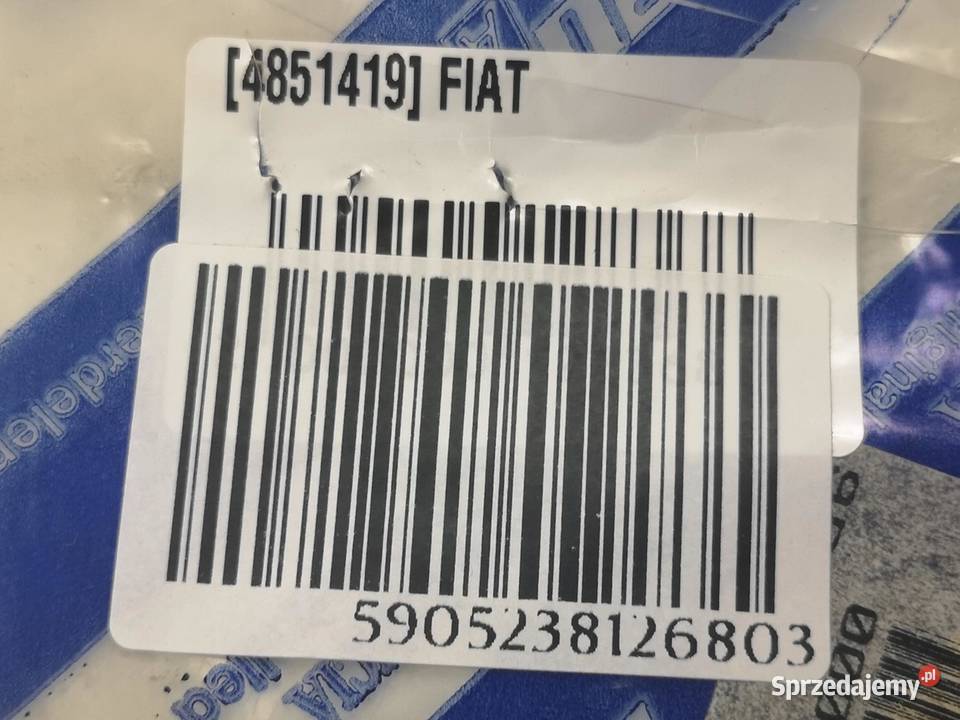 [4851419] FIAT
5905238126803
Sprzedajemy.pl